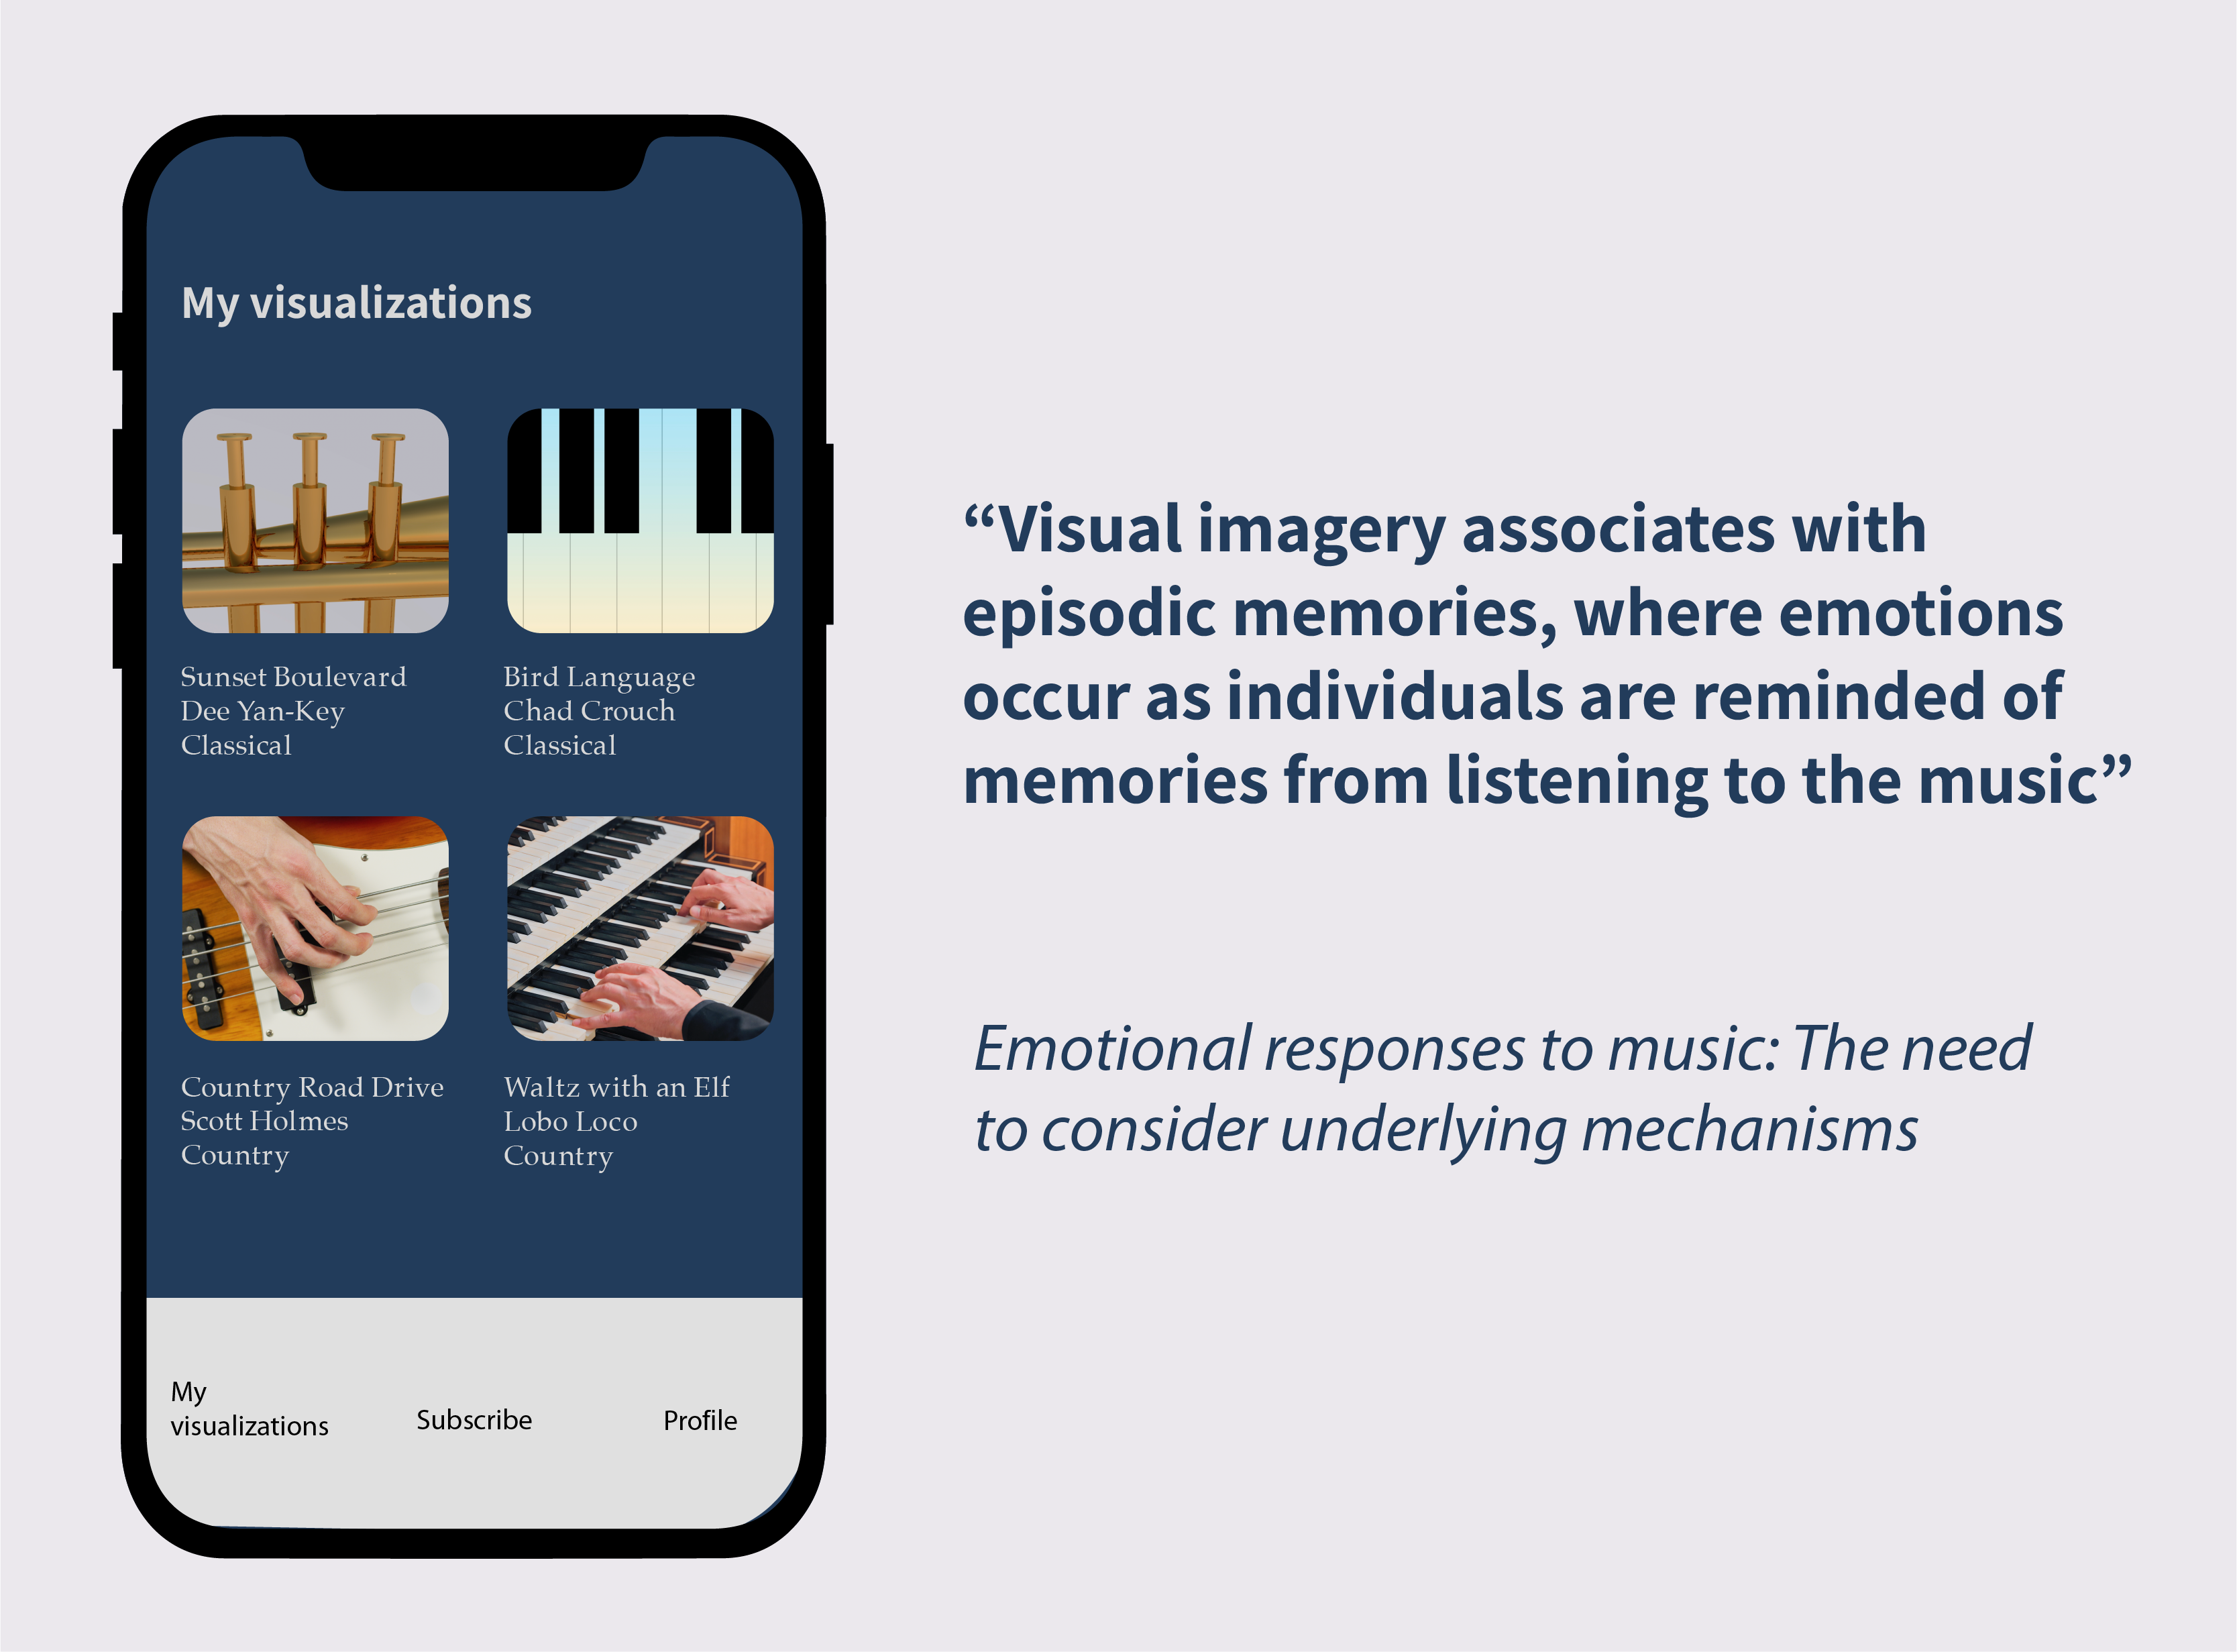 My visualizations
Sunset Boulevard
Dee Yan-Key
Classical
Bird Language
Chad Crouch
Classical
Country Road Drive
Scott Holmes
Country
Waltz with an Elf
Lobo Loco
Country
My
visualizations
Subscribe
Profile
“Visual imagery associates with
episodic memories, where emotions
occur as individuals are reminded of
memories from listening to the music”
Emotional responses to music: The need
to consider underlying mechanisms